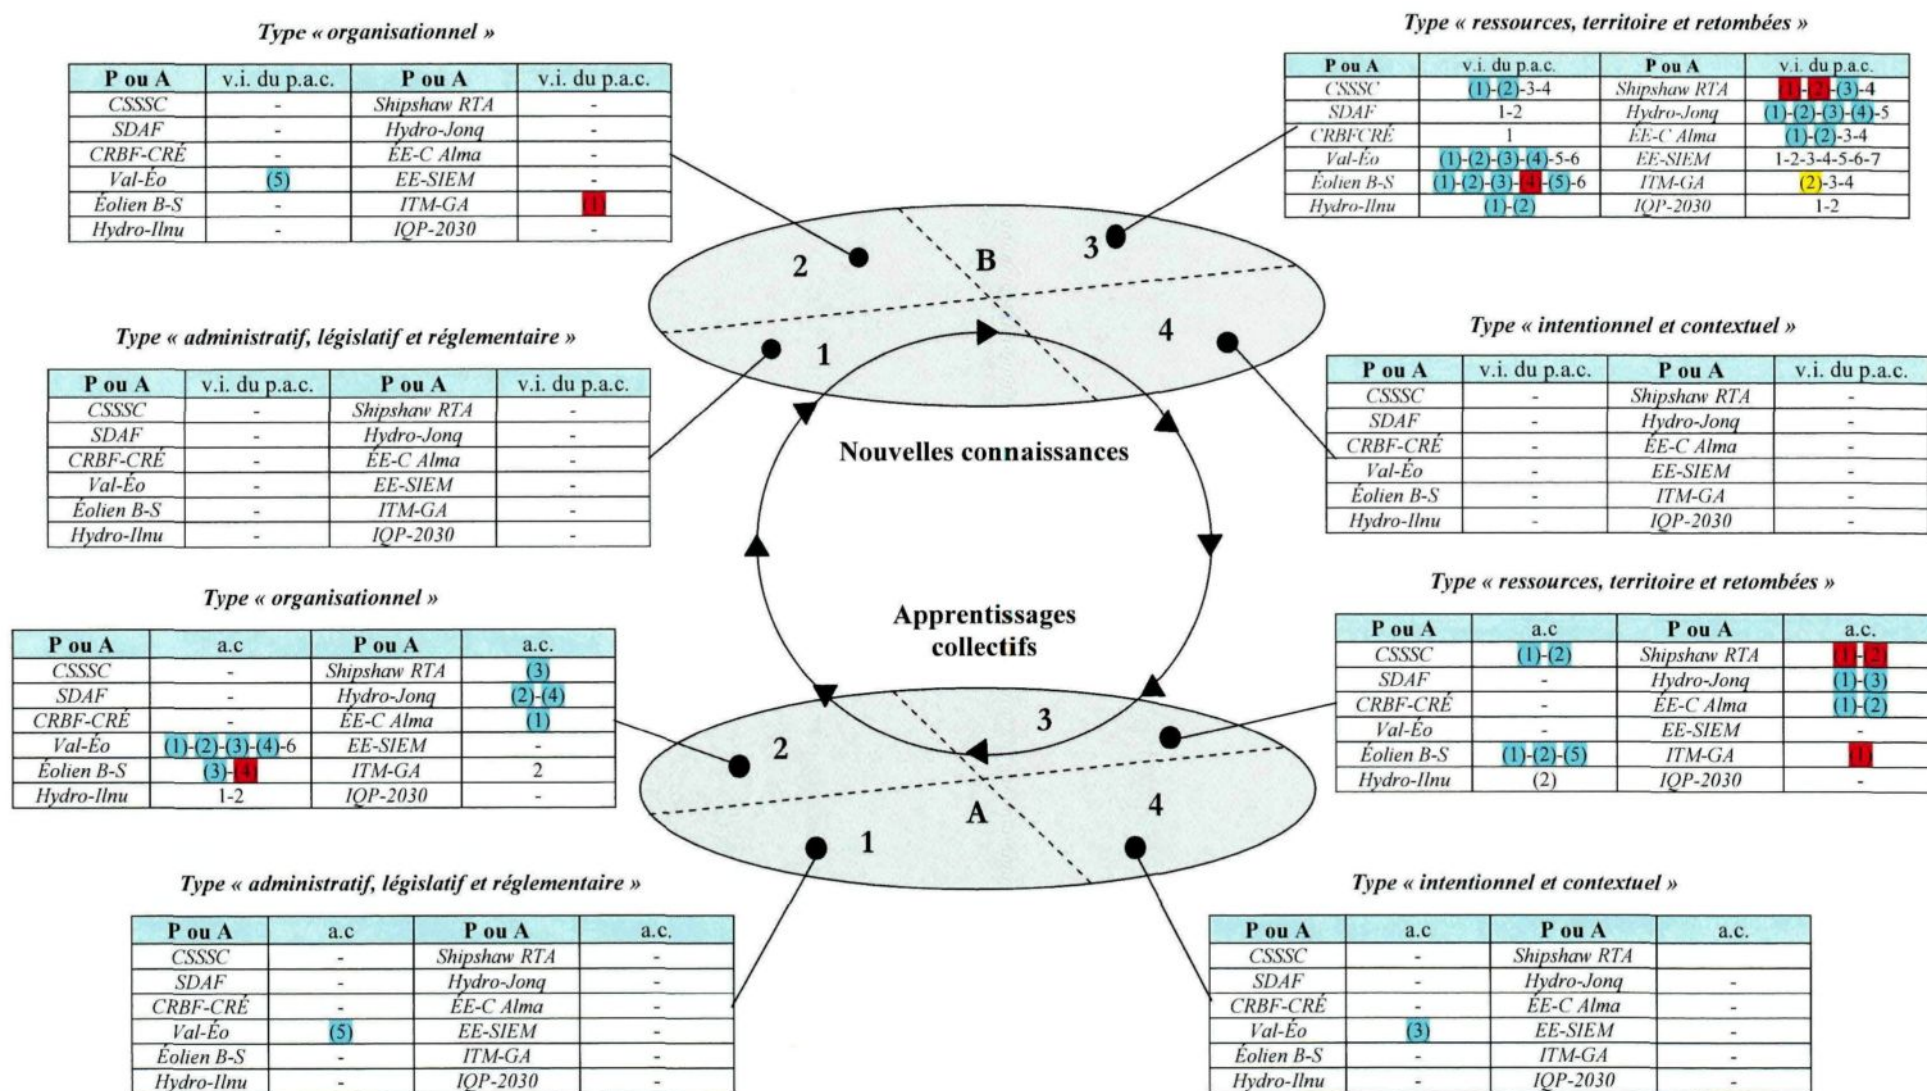 Type « organisationnel »
P ou A v.i. du p.a.c. P ou A v.i. du p.a.c.
CSSSC - Shipshaw RTA -
SDAF - Hydro-Jonq -
CRBF-CRÉ - ÉE-C Alma -
Val-Éo (5) EE-SIEM -
Éolien B-S - ITM-GA (1)
Hydro-Ilnu - IQP-2030 -
Type « ressources, territoire et retombées »
P ou A v.i. du p.a.c. P ou A v.i. du p.a.c.
CSSSC (1)-(2)-3-4 Shipshaw RTA (1)-(2)-(3)-4
SDAF 1-2 Hydro-Jonq (1)-(2)-(3)-(4)-5
CRBFCRÉ 1 ÉE-C Alma (1)-(2)-3-4
Val-Éo (1)-(2)-(3)-(4)-5-6 EE-SIEM 1-2-3-4-5-6-7
Éolien B-S (1)-(2)-(3)-(4)-(5)-6 ITM-GA (2)-3-4
Hydro-Ilnu (1)-(2) IQP-2030 1-2
2 B 3
1 4
Type « administratif, législatif et réglementaire »
P ou A v.i. du p.a.c. P ou A v.i. du p.a.c.
CSSSC - Shipshaw RTA -
SDAF - Hydro-Jonq -
CRBF-CRÉ - ÉE-C Alma -
Val-Éo - EE-SIEM -
Éolien B-S - ITM-GA -
Hydro-Ilnu - IQP-2030 -
Type « intentionnel et contextuel »
P ou A v.i. du p.a.c. P ou A v.i. du p.a.c.
CSSSC - Shipshaw RTA -
SDAF - Hydro-Jonq -
CRBF-CRÉ - ÉE-C Alma -
Val-Éo - EE-SIEM -
Éolien B-S - ITM-GA -
Hydro-Ilnu - IQP-2030 -
Nouvelles connaissances
Apprentissages
collectifs
Type « organisationnel »
P ou A a.c P ou A a.c.
CSSSC - Shipshaw RTA (3)
SDAF - Hydro-Jonq (2)-(4)
CRBF-CRÉ - ÉE-C Alma (1)
Val-Éo (1)-(2)-(3)-(4)-6 EE-SIEM -
Éolien B-S (3)-(4) ITM-GA 2
Hydro-Ilnu 1-2 IQP-2030 -
Type « ressources, territoire et retombées »
P ou A a.c P ou A a.c.
CSSSC (1)-(2) Shipshaw RTA (1)-(2)
SDAF - Hydro-Jonq (1)-(3)
CRBF-CRÉ - ÉE-C Alma (1)-(2)
Val-Éo - EE-SIEM -
Éolien B-S (1)-(2)-(5) ITM-GA (1)
Hydro-Ilnu (2) IQP-2030 -
3
2
A 4
1
Type « administratif, législatif et réglementaire »
P ou A a.c P ou A a.c.
CSSSC - Shipshaw RTA -
SDAF - Hydro-Jonq -
CRBF-CRÉ - ÉE-C Alma -
Val-Éo (5) EE-SIEM -
Éolien B-S - ITM-GA -
Hydro-Ilnu - IQP-2030 -
Type « intentionnel et contextuel »
P ou A a.c P ou A a.c.
CSSSC - Shipshaw RTA
SDAF - Hydro-Jonq -
CRBF-CRÉ - ÉE-C Alma -
Val-Éo (3) EE-SIEM -
Éolien B-S - ITM-GA -
Hydro-Ilnu - IQP-2030 -